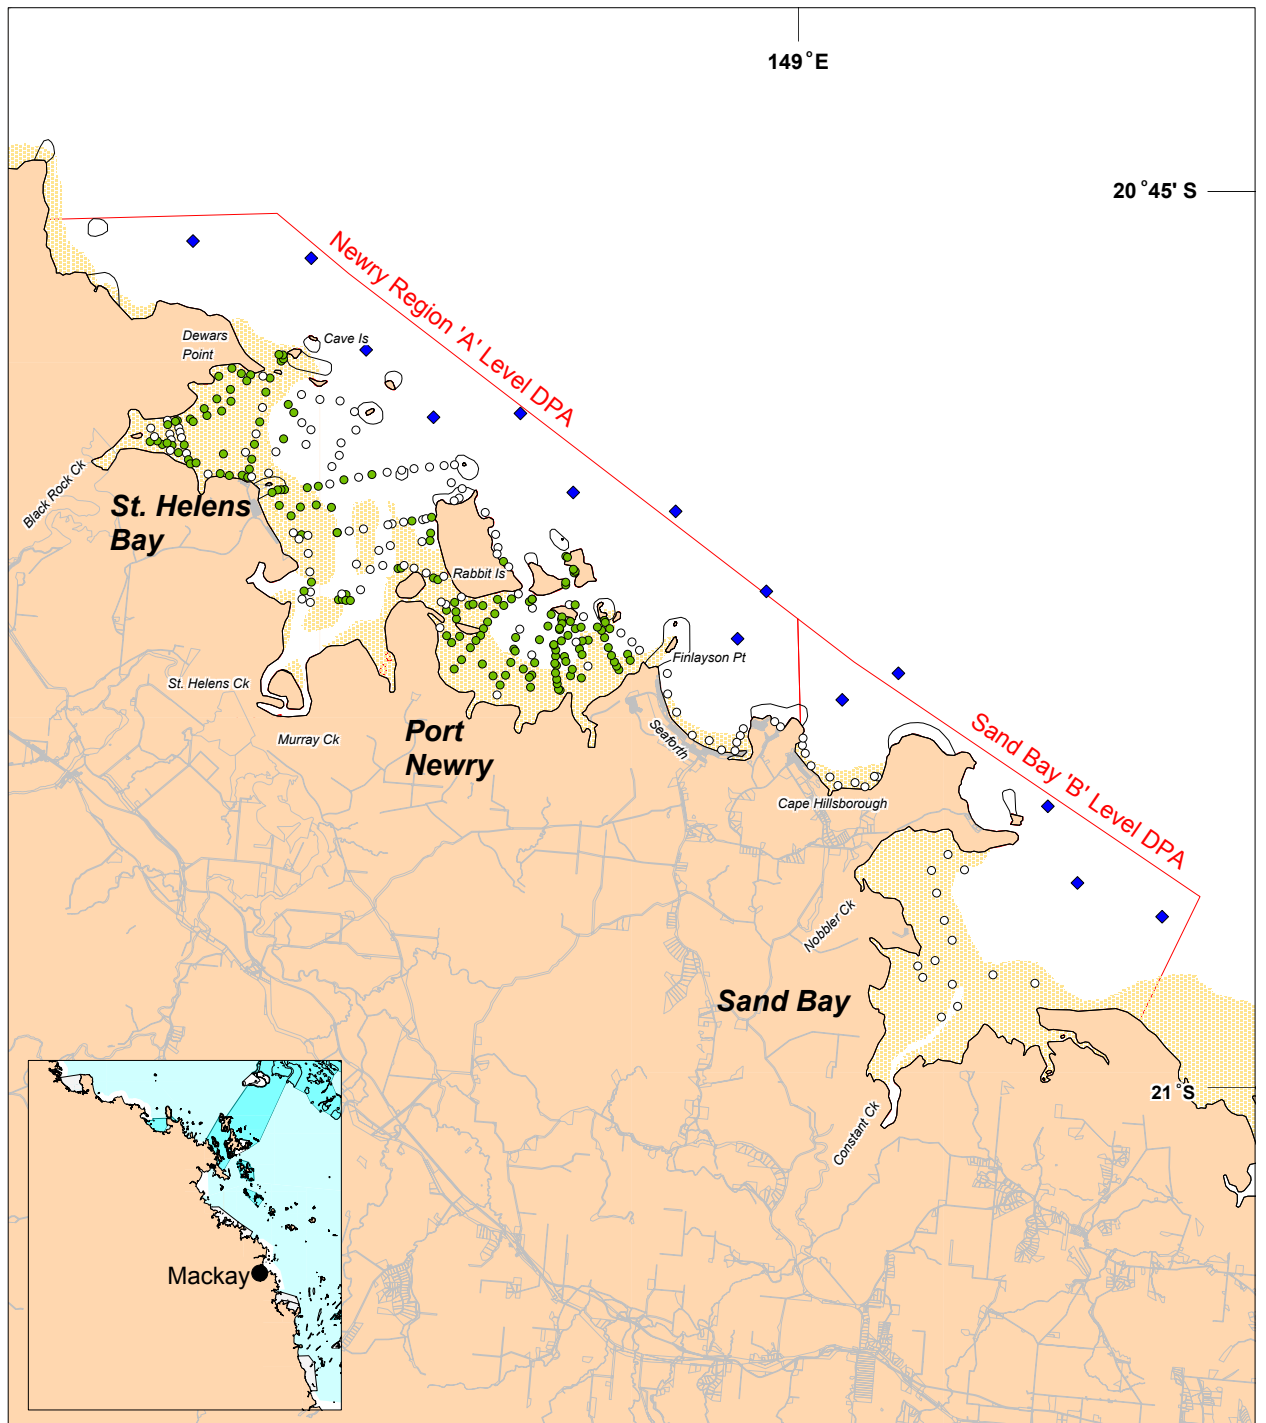 149°E
20°45' S
Newry Region 'A' Level DPA
Dewars
Point
Cave Is
Black Rock Ck
St. Helens
Bay
Rabbit Is
Finlayson Pt
St. Helens Ck
Murray Ck
Port
Newry
Seaforth
Sand Bay 'B' Level DPA
Cape Hillsborough
Nobbler Ck
Sand Bay
21°S
Constant Ck
Mackay